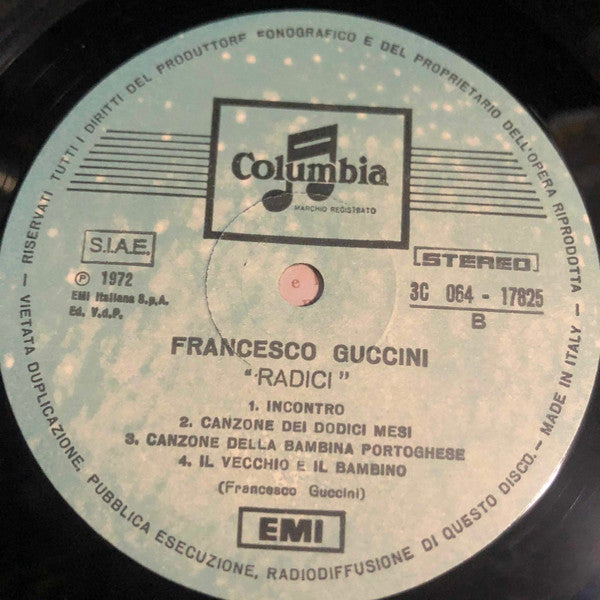 — RISERVATI TUTTI I DIRITTI DEL PRODUTTORE FONOGRAFICO E DEL PROPRIETARIO DELL'OPERA RIPRODOTTA —
Columbia
MARCHIO REGISTRATO
S.I.A.E.
Ⓟ 1972
EMI Italiana S.p.A.
Ed. V.d.P.
STEREO
3C 064 - 17825
B
FRANCESCO GUCCINI
"RADICI"
1. INCONTRO
2. CANZONE DEI DODICI MESI
3. CANZONE DELLA BAMBINA PORTOGHESE
4. IL VECCHIO E IL BAMBINO
(Francesco Guccini)
EMI
VIETATA DUPLICAZIONE, PUBBLICA ESECUZIONE, RADIODIFFUSIONE DI QUESTO DISCO. — MADE IN ITALY —